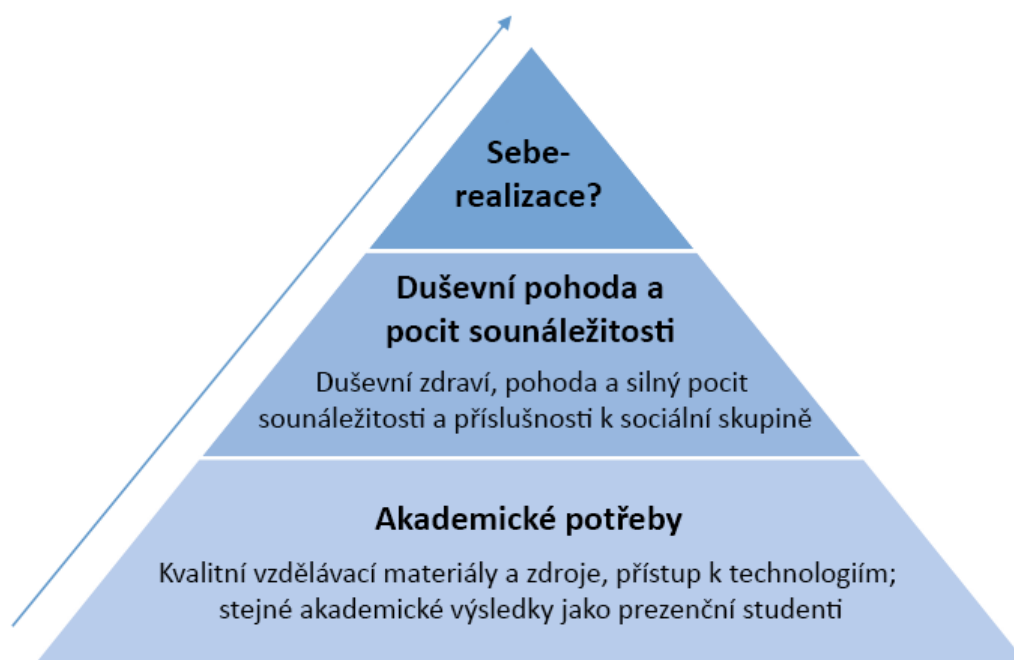 Sebe-
realizace?
Duševní pohoda a
pocit sounáležitosti
Duševní zdraví, pohoda a silný pocit
sounáležitosti a příslušnosti k sociální skupině
Akademické potřeby
Kvalitní vzdělávací materiály a zdroje, přístup k technologiím;
stejné akademické výsledky jako prezenční studenti